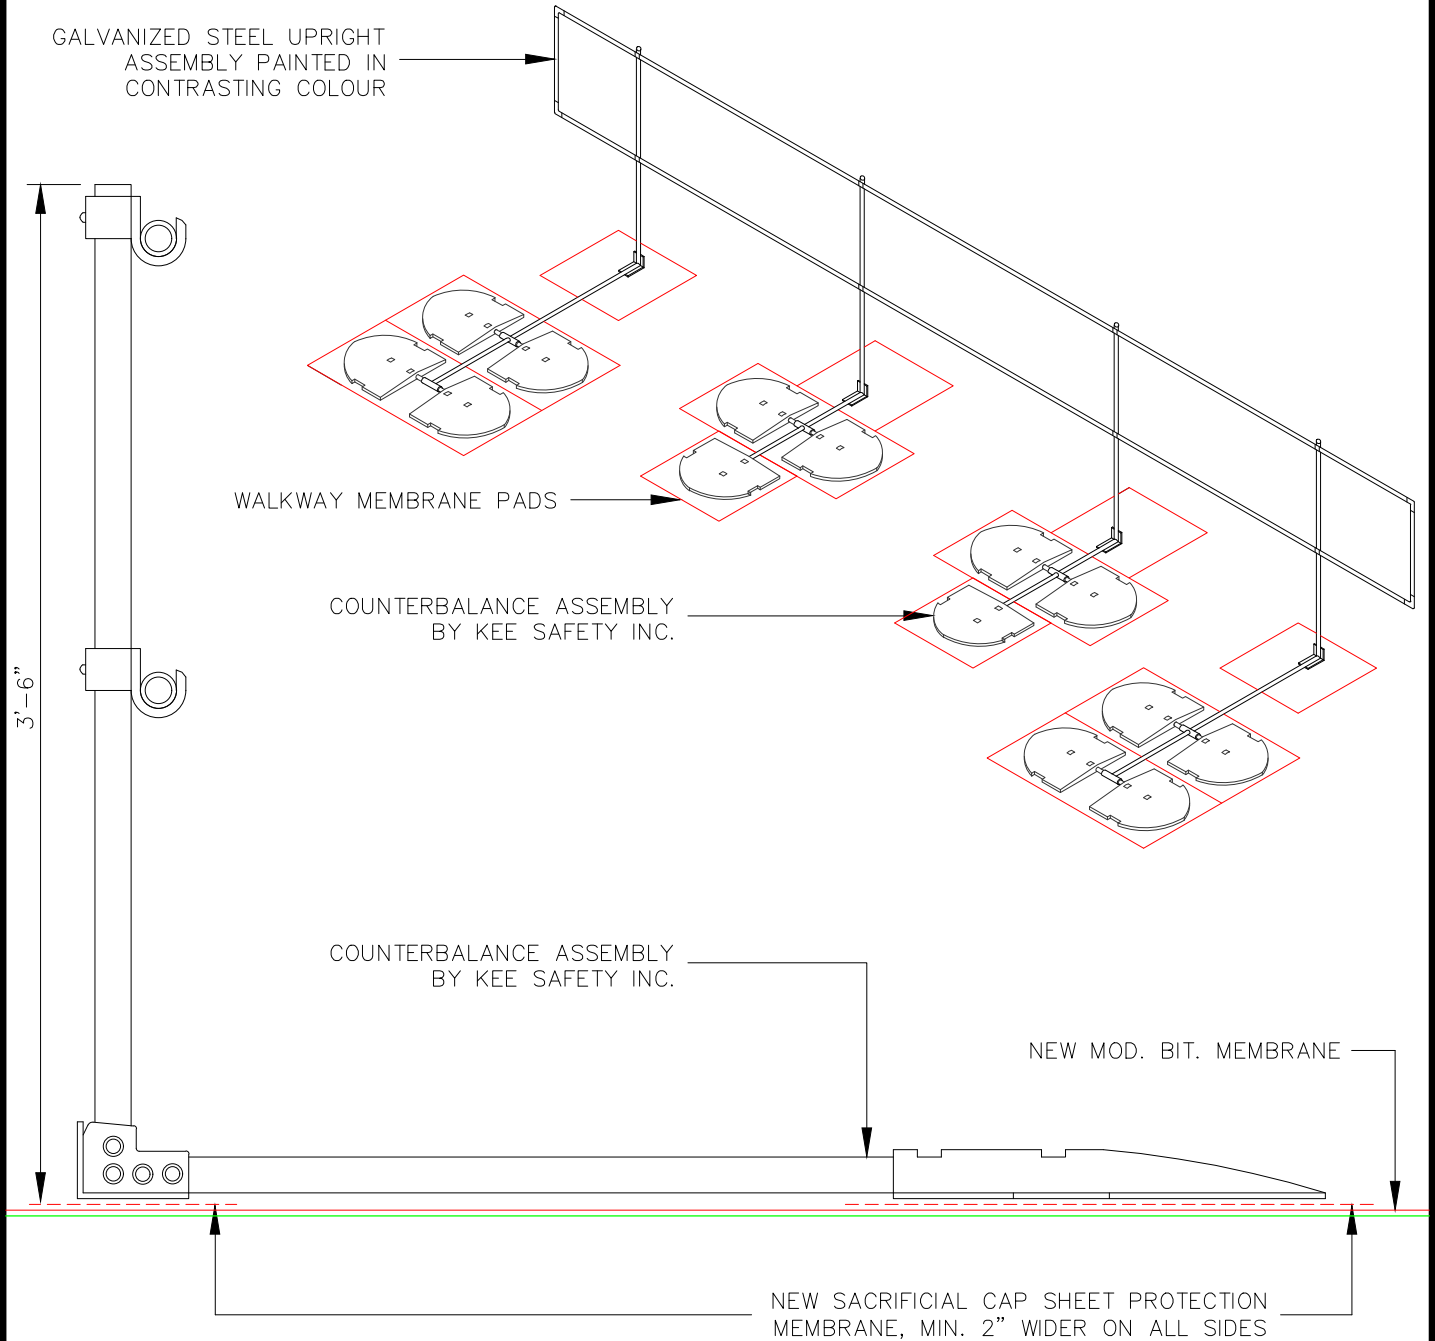 GALVANIZED STEEL UPRIGHT
ASSEMBLY PAINTED IN
CONTRASTING COLOUR
WALKWAY MEMBRANE PADS
COUNTERBALANCE ASSEMBLY
BY KEE SAFETY INC.
3'-6"
COUNTERBALANCE ASSEMBLY
BY KEE SAFETY INC.
NEW MOD. BIT. MEMBRANE
NEW SACRIFICIAL CAP SHEET PROTECTION
MEMBRANE, MIN. 2" WIDER ON ALL SIDES